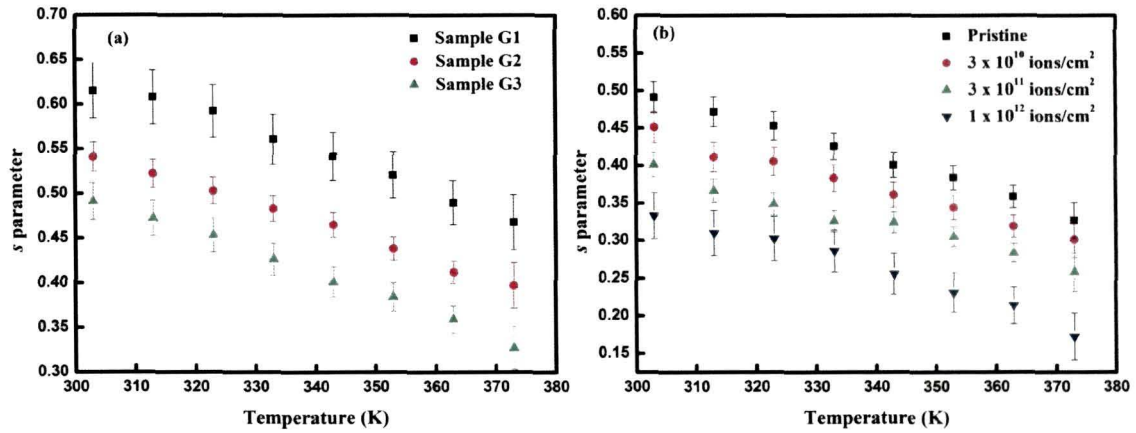 (a)
Sample G1
Sample G2
Sample G3
0.70
0.65
0.60
0.55
0.50
0.45
0.40
0.35
0.30
s parameter
300 310 320 330 340 350 360 370 380
Temperature (K)
(b)
Pristine
3 x 10¹⁰ ions/cm²
3 x 10¹¹ ions/cm²
1 x 10¹² ions/cm²
0.60
0.55
0.50
0.45
0.40
0.35
0.30
0.25
0.20
0.15
s parameter
300 310 320 330 340 350 360 370 380
Temperature (K)